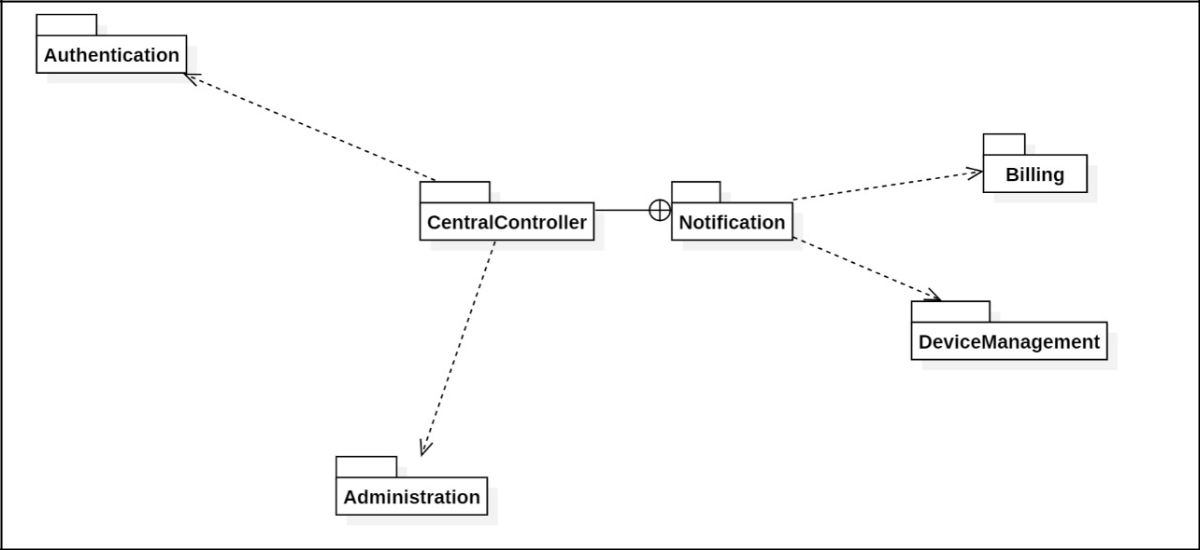 Authentication
Billing
CentralController
Notification
DeviceManagement
Administration